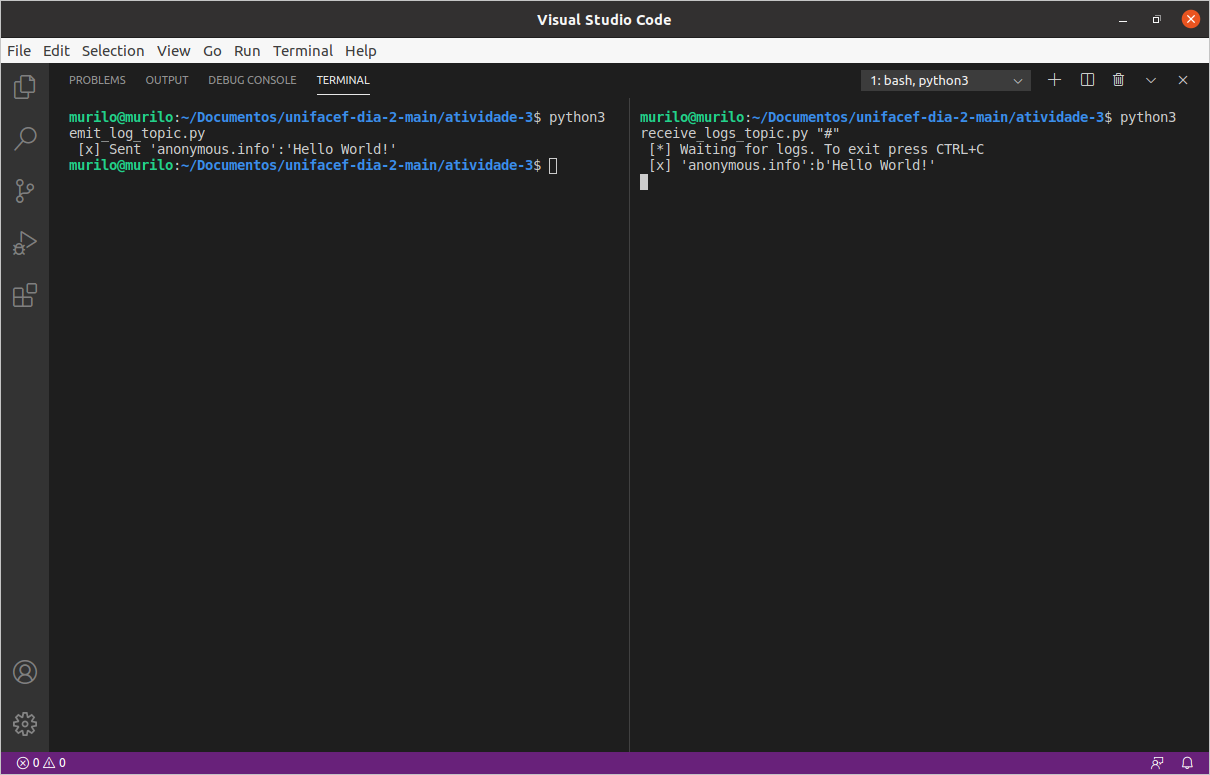 Visual Studio Code
File Edit Selection View Go Run Terminal Help
PROBLEMS OUTPUT DEBUG CONSOLE TERMINAL
1: bash, python3
murilo@murilo:~/Documentos/unifacef-dia-2-main/atividade-3$ python3
emit_log_topic.py
[x] Sent 'anonymous.info':'Hello World!'
murilo@murilo:~/Documentos/unifacef-dia-2-main/atividade-3$
murilo@murilo:~/Documentos/unifacef-dia-2-main/atividade-3$ python3
receive_logs_topic.py "#"
[*] Waiting for logs. To exit press CTRL+C
[x] 'anonymous.info':b'Hello World!'
0 0